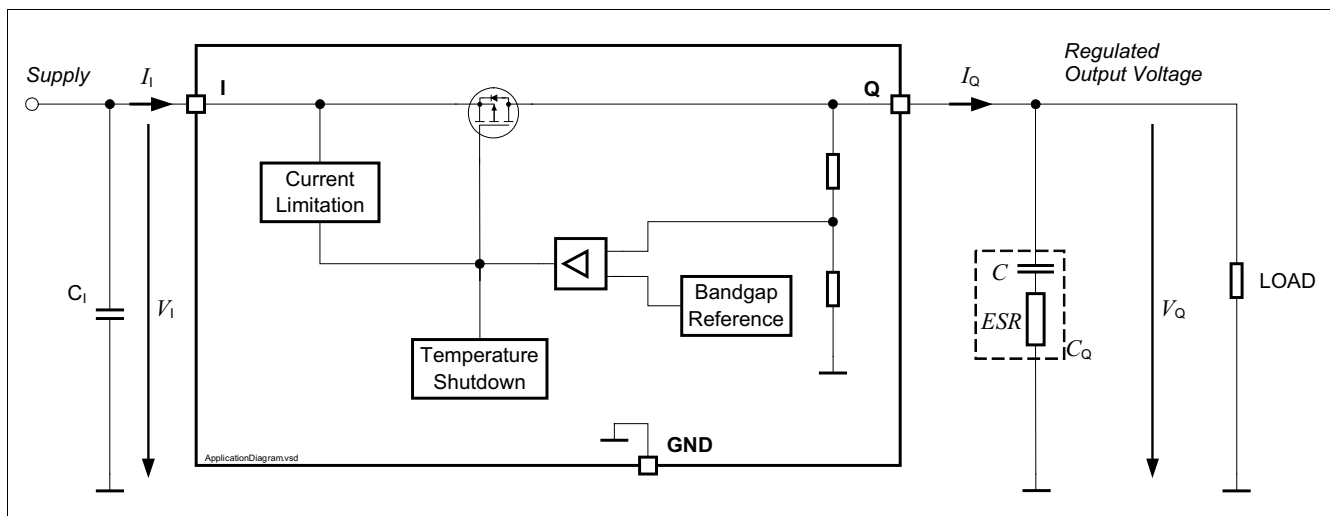 Supply
I_I
I
Q
I_Q
Regulated
Output Voltage
Current
Limitation
C_I
V_I
Bandgap
Reference
Temperature
Shutdown
C
ESR
C_Q
V_Q
LOAD
GND
ApplicationDiagram.vsd